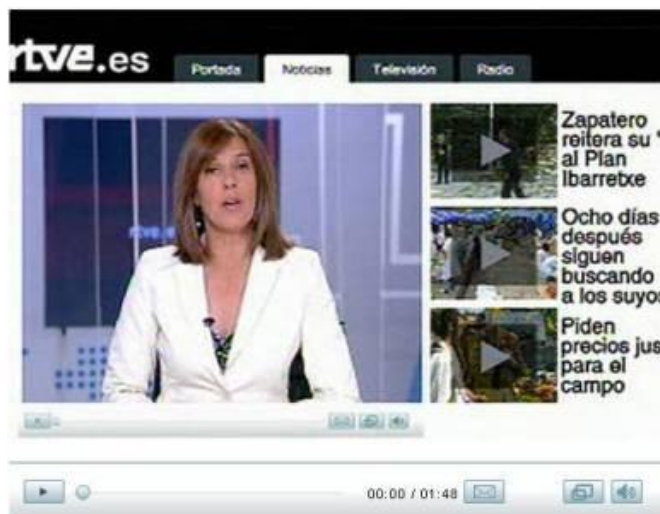 rtve.es
Portada Noticias Televisión Radio
Zapatero
reitera su
al Plan
Ibarretxe
Ocho días
después
siguen
buscando
a los suyos
Piden
precios jus
para el
campo
00:00 / 01:48